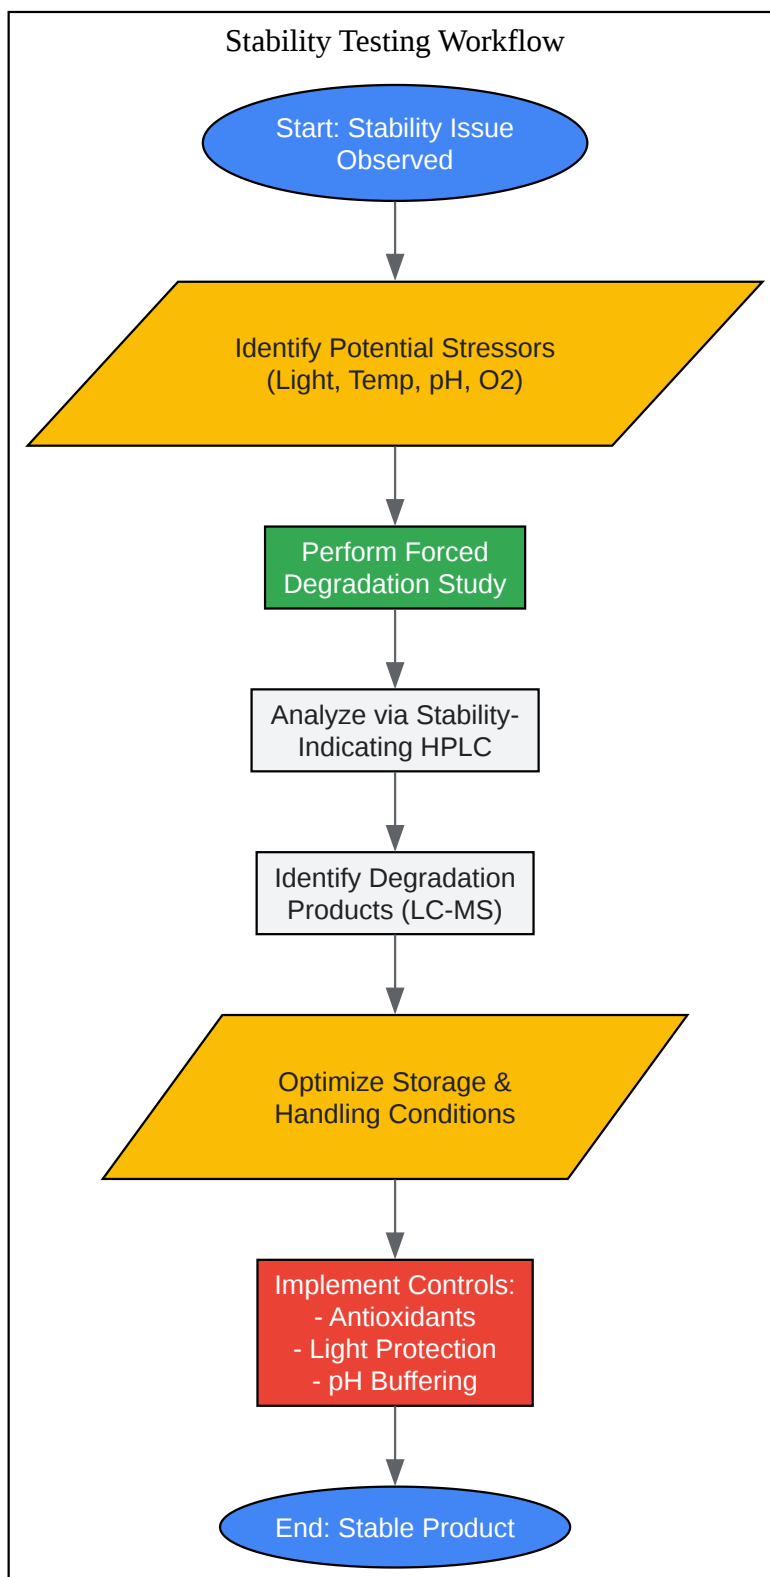 Stability Testing Workflow
Start: Stability Issue
Observed
Identify Potential Stressors
(Light, Temp, pH, O2)
Perform Forced
Degradation Study
Analyze via Stability-
Indicating HPLC
Identify Degradation
Products (LC-MS)
Optimize Storage &
Handling Conditions
Implement Controls:
- Antioxidants
- Light Protection
- pH Buffering
End: Stable Product